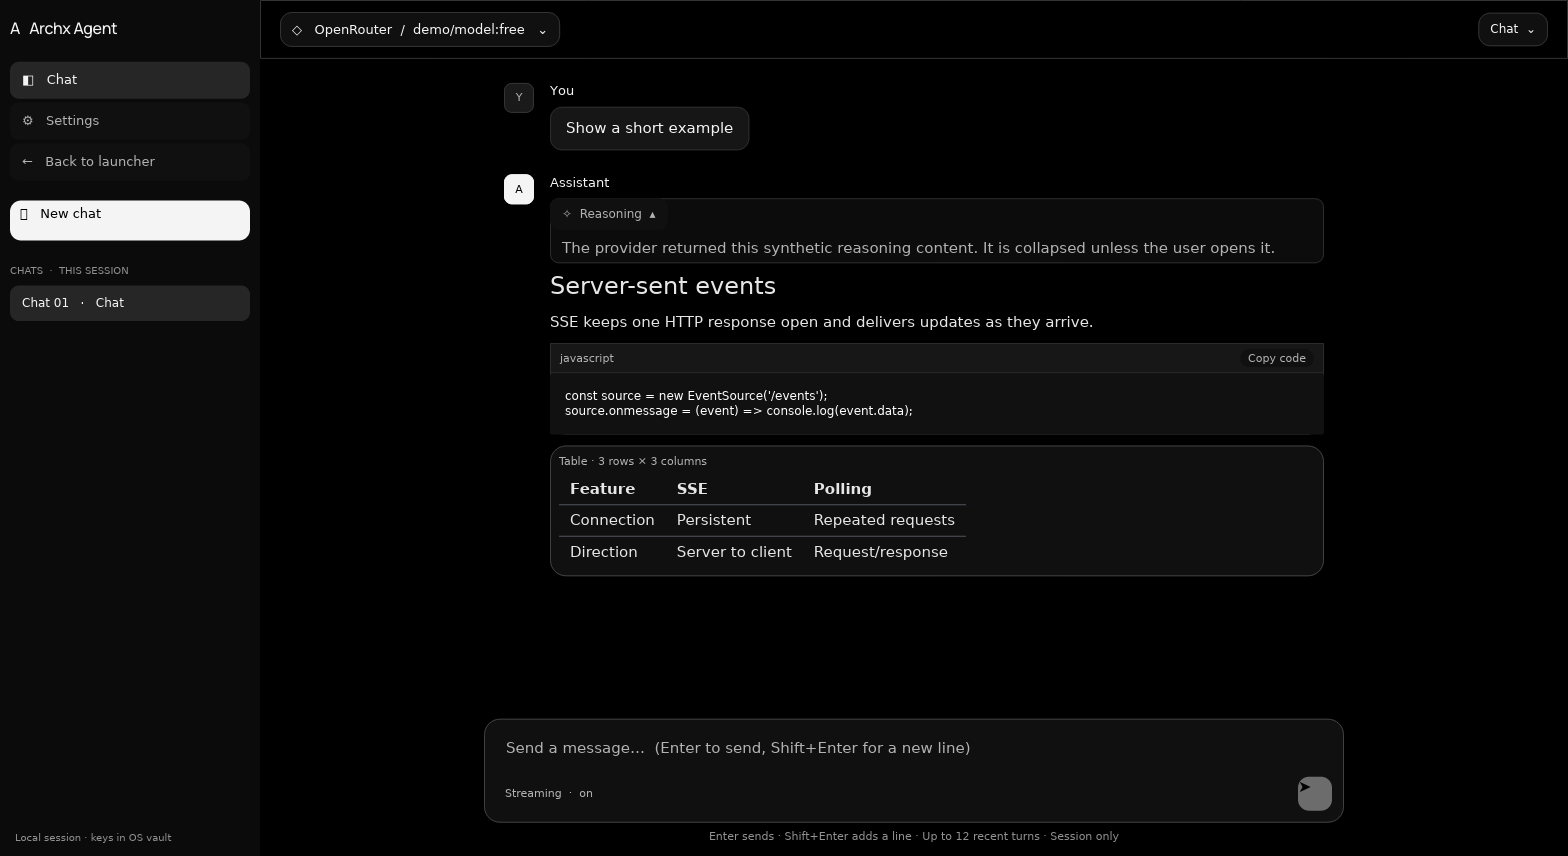 A Archx Agent
Chat
Settings
← Back to launcher
New chat
CHATS · THIS SESSION
Chat 01 · Chat
Local session · keys in OS vault
OpenRouter / demo/model:free
Chat
Y
You
Show a short example
A
Assistant
Reasoning
The provider returned this synthetic reasoning content. It is collapsed unless the user opens it.
Server-sent events
SSE keeps one HTTP response open and delivers updates as they arrive.
javascript Copy code
const source = new EventSource('/events');
source.onmessage = (event) => console.log(event.data);
Table · 3 rows × 3 columns
Feature SSE Polling
Connection Persistent Repeated requests
Direction Server to client Request/response
Send a message… (Enter to send, Shift+Enter for a new line)
Streaming · on
Enter sends · Shift+Enter adds a line · Up to 12 recent turns · Session only